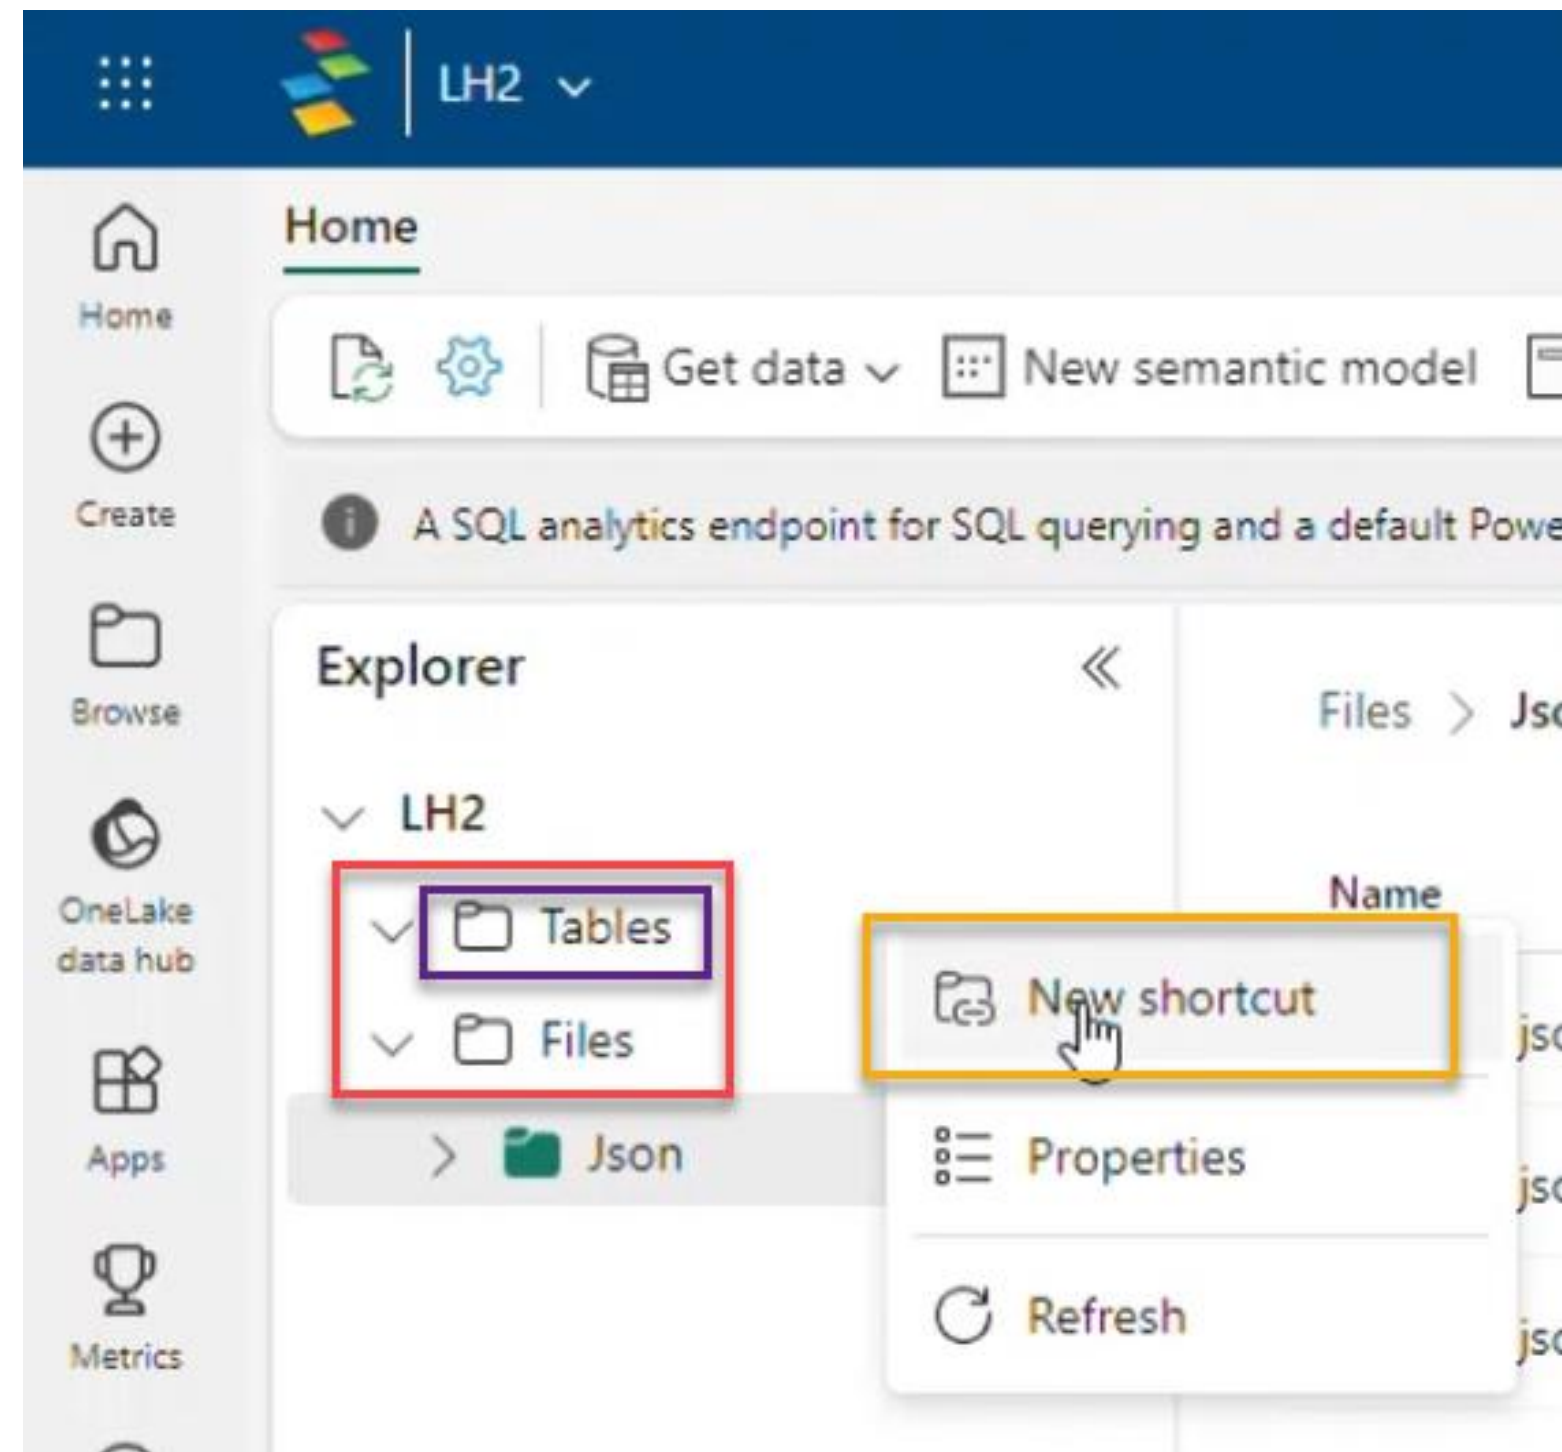 LH2
Home
Home
Get data
New semantic model
Create
A SQL analytics endpoint for SQL querying and a default
Browse
Explorer
Files >
LH2
OneLake
data hub
Tables
Name
New shortcut
Files
Apps
Json
Properties
Metrics
Refresh